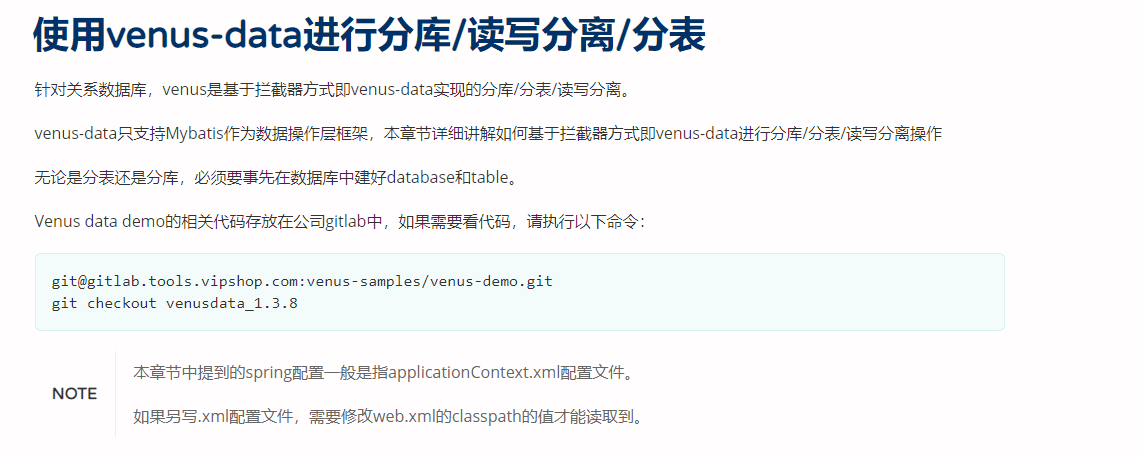 使用venus-data进行分库/读写分离/分表
针对关系数据库，venus是基于拦截器方式即venus-data实现的分库/分表/读写分离。
venus-data只支持Mybatis作为数据操作层框架，本章节详细讲解如何基于拦截器方式即venus-data进行分库/分表/读写分离操作
无论是分表还是分库，必须要事先在数据库中建好database和table。
Venus data demo的相关代码存放在公司gitlab中，如果需要看代码，请执行以下命令：
git@gitlab.tools.vipshop.com:venus-samples/venus-demo.git
git checkout venusdata_1.3.8
NOTE
本章节中提到的spring配置一般是指applicationContext.xml配置文件。
如果另写.xml配置文件，需要修改web.xml的classpath的值才能读取到。